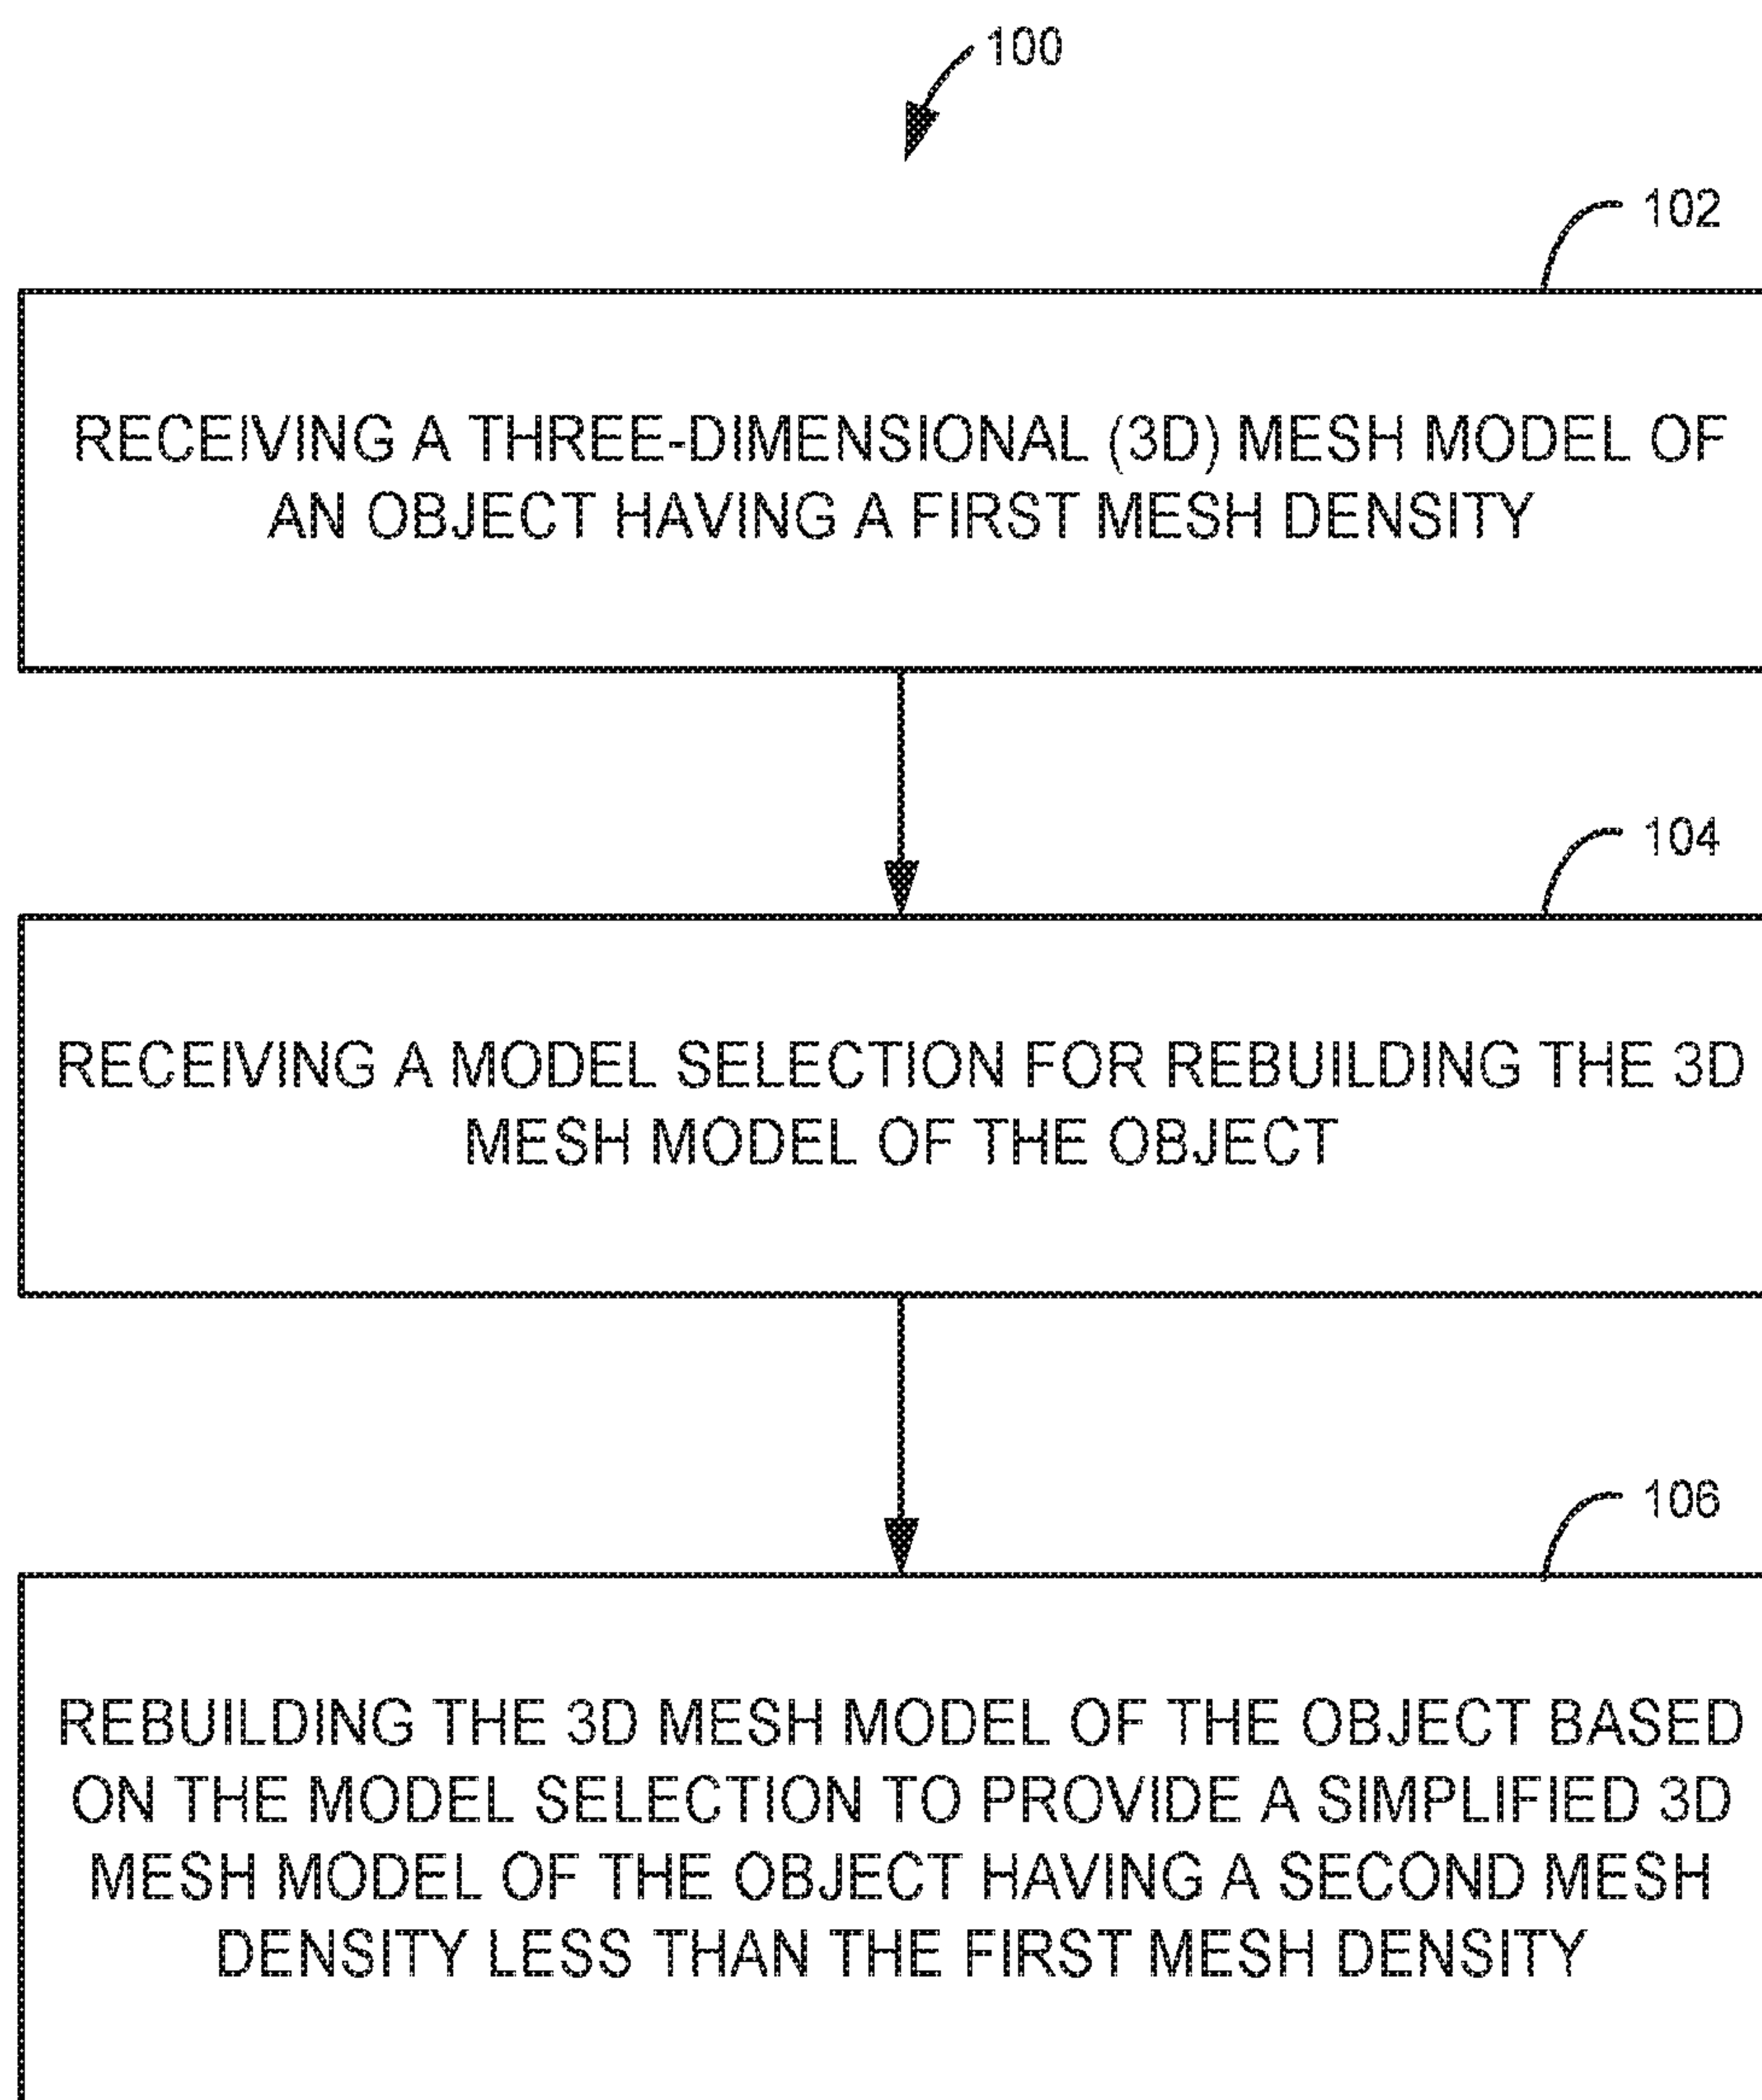 100
102
RECEIVING A THREE-DIMENSIONAL (3D) MESH MODEL OF
AN OBJECT HAVING A FIRST MESH DENSITY
104
RECEIVING A MODEL SELECTION FOR REBUILDING THE 3D
MESH MODEL OF THE OBJECT
106
REBUILDING THE 3D MESH MODEL OF THE OBJECT BASED
ON THE MODEL SELECTION TO PROVIDE A SIMPLIFIED 3D
MESH MODEL OF THE OBJECT HAVING A SECOND MESH
DENSITY LESS THAN THE FIRST MESH DENSITY